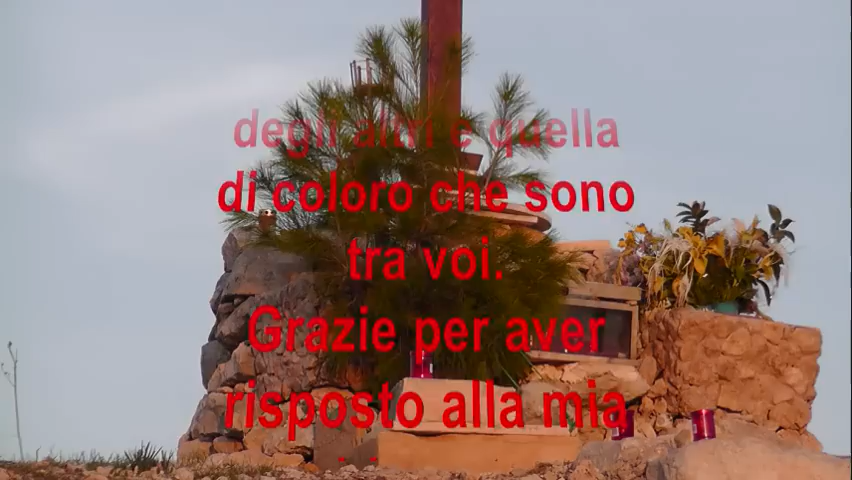 degli altri e quella
di coloro che sono
tra voi.
Grazie per aver
risposto alla mia